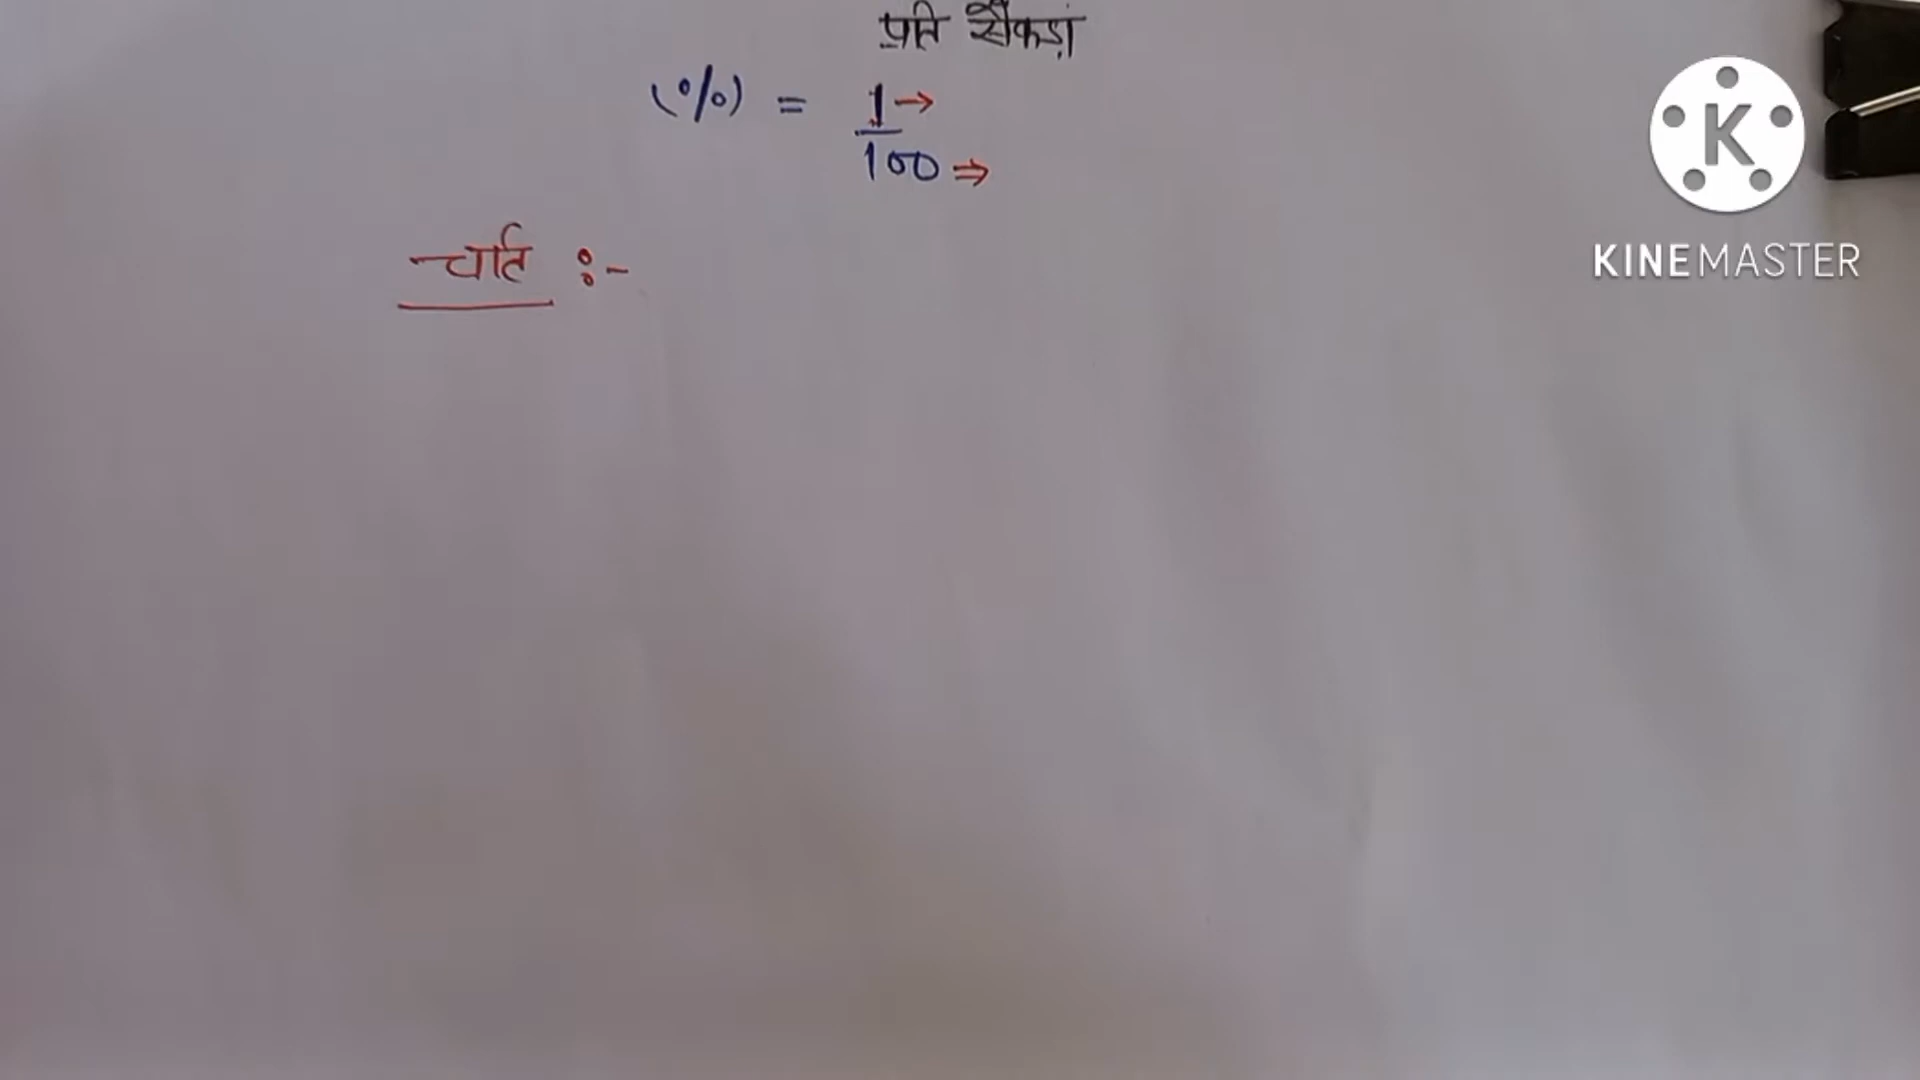 प्रति सैंकड़ा
(%) = 1 →
100 ⇒
चार्ट :-
K
KINEMASTER